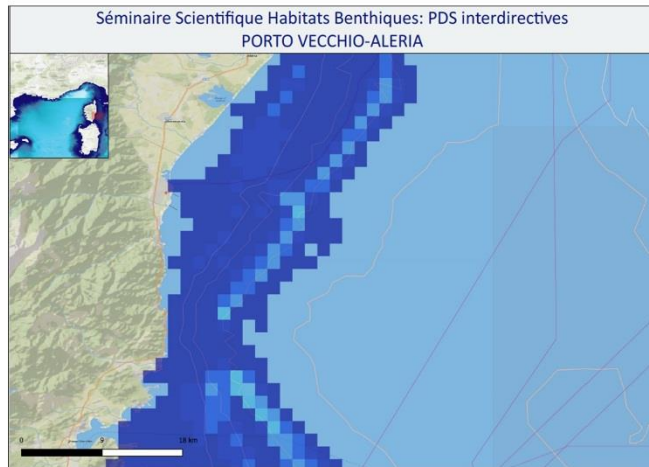 Séminaire Scientifique Habitats Benthiques: PDS interdirectives
PORTO VECCHIO-ALERIA
0 9 18 km